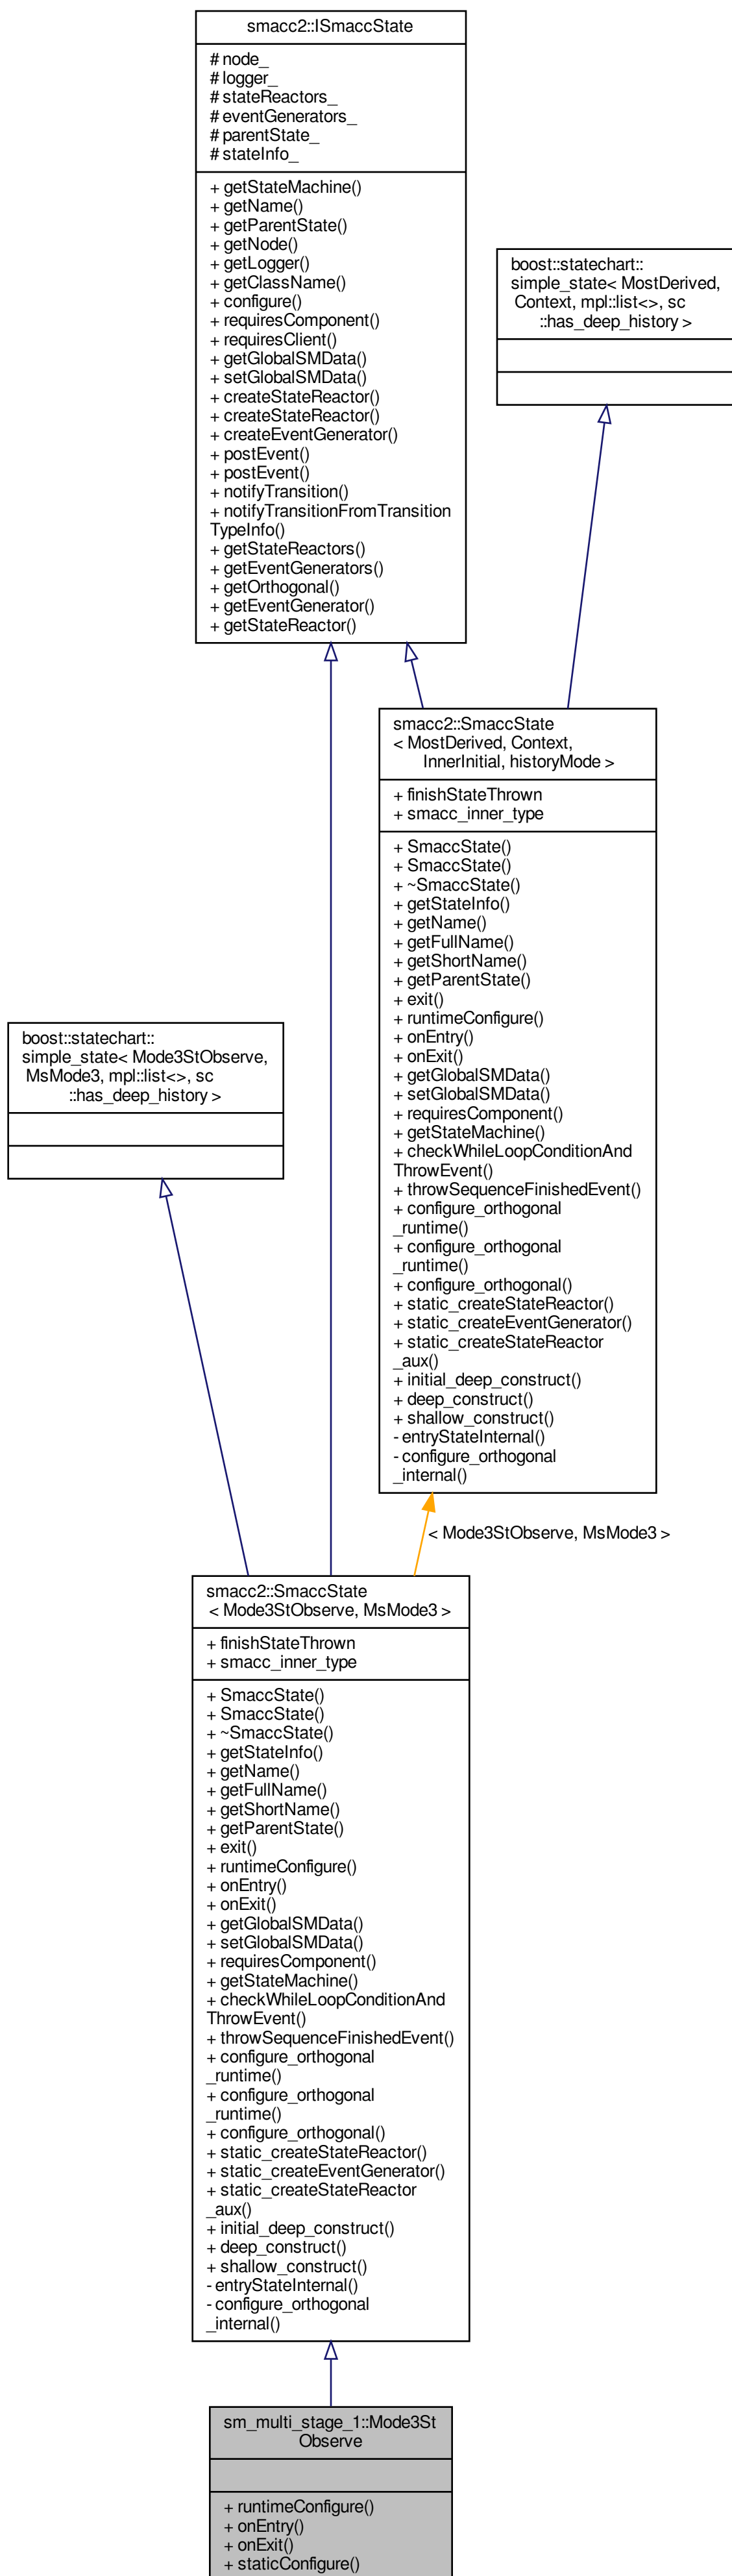 smacc2::ISmaccState
# node_
# logger_
# stateReactors_
# eventGenerators_
# parentState_
# stateInfo_
+ getStateMachine()
+ getName()
+ getParentState()
+ getNode()
+ getLogger()
+ getClassName()
+ configure()
+ requiresComponent()
+ requiresClient()
+ getGlobalSMData()
+ setGlobalSMData()
+ createStateReactor()
+ createStateReactor()
+ createEventGenerator()
+ postEvent()
+ postEvent()
+ notifyTransition()
+ notifyTransitionFromTransition
TypeInfo()
+ getStateReactors()
+ getEventGenerators()
+ getOrthogonal()
+ getEventGenerator()
+ getStateReactor()
boost::statechart::
simple_state< MostDerived,
Context, mpl::list<>, sc
::has_deep_history >
smacc2::SmaccState
< MostDerived, Context,
InnerInitial, historyMode >
+ finishStateThrown
+ smacc_inner_type
+ SmaccState()
+ SmaccState()
+ ~SmaccState()
+ getStateInfo()
+ getName()
+ getFullName()
+ getShortName()
+ getParentState()
+ exit()
+ runtimeConfigure()
+ onEntry()
+ onExit()
+ getGlobalSMData()
+ setGlobalSMData()
+ requiresComponent()
+ getStateMachine()
+ checkWhileLoopConditionAnd
ThrowEvent()
+ throwSequenceFinishedEvent()
+ configure_orthogonal
_runtime()
+ configure_orthogonal
_runtime()
+ configure_orthogonal()
+ static_createStateReactor()
+ static_createEventGenerator()
+ static_createStateReactor
_aux()
+ initial_deep_construct()
+ deep_construct()
+ shallow_construct()
- entryStateInternal()
- configure_orthogonal
_internal()
boost::statechart::
simple_state< Mode3StObserve,
MsMode3, mpl::list<>, sc
::has_deep_history >
< Mode3StObserve, MsMode3 >
smacc2::SmaccState
< Mode3StObserve, MsMode3 >
+ finishStateThrown
+ smacc_inner_type
+ SmaccState()
+ SmaccState()
+ ~SmaccState()
+ getStateInfo()
+ getName()
+ getFullName()
+ getShortName()
+ getParentState()
+ exit()
+ runtimeConfigure()
+ onEntry()
+ onExit()
+ getGlobalSMData()
+ setGlobalSMData()
+ requiresComponent()
+ getStateMachine()
+ checkWhileLoopConditionAnd
ThrowEvent()
+ throwSequenceFinishedEvent()
+ configure_orthogonal
_runtime()
+ configure_orthogonal
_runtime()
+ configure_orthogonal()
+ static_createStateReactor()
+ static_createEventGenerator()
+ static_createStateReactor
_aux()
+ initial_deep_construct()
+ deep_construct()
+ shallow_construct()
- entryStateInternal()
- configure_orthogonal
_internal()
sm_multi_stage_1::Mode3St
Observe
+ runtimeConfigure()
+ onEntry()
+ onExit()
+ staticConfigure()